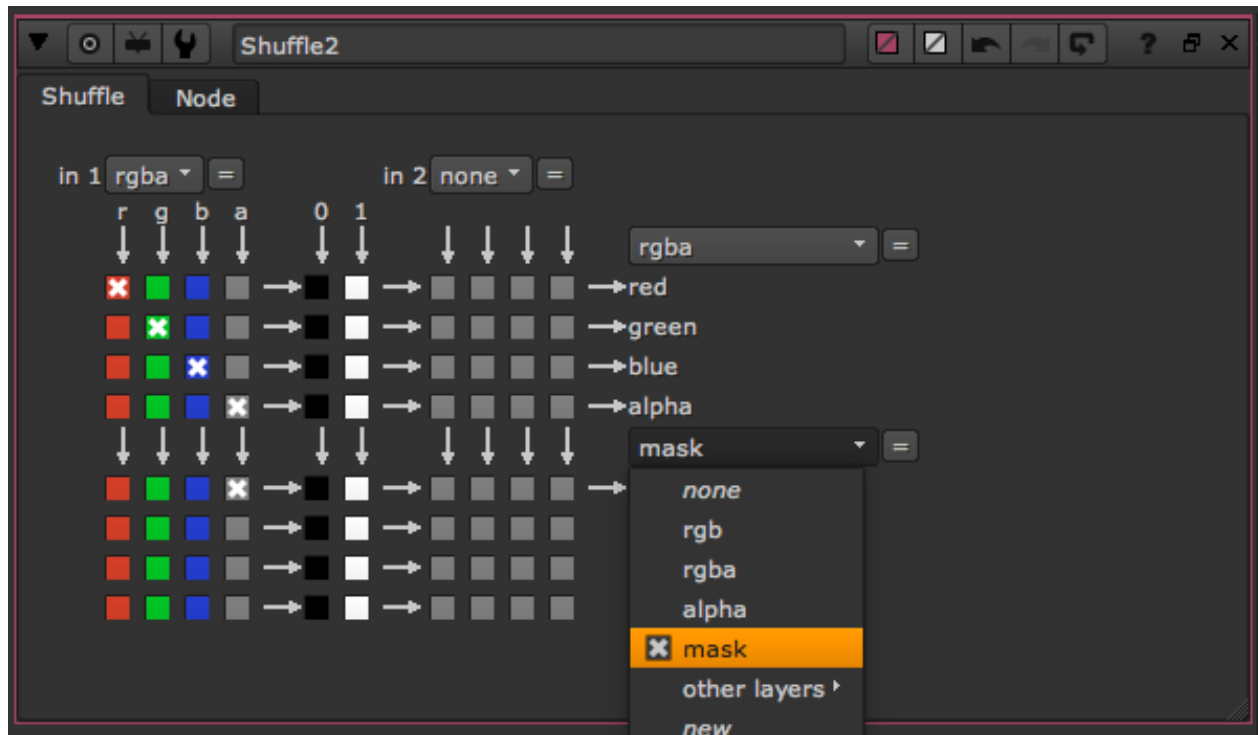 Shuffle2 ?
Shuffle Node
in 1 rgba = in 2 none =
r g b a 0 1
rgba =
red
green
blue
alpha
mask =
none
rgb
rgba
alpha
mask
other layers
new